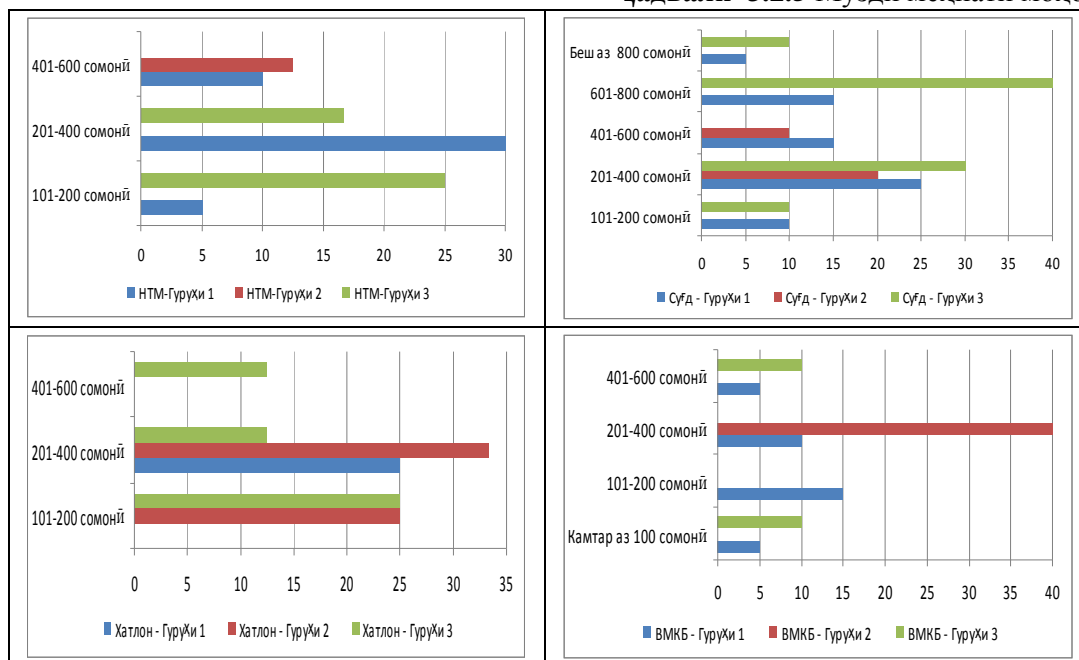 Музди меҳнати
401-600 сомонӣ
201-400 сомонӣ
101-200 сомонӣ
0 5 10 15 20 25 30
НТМ-Гурӯҳи 1 НТМ-Гурӯҳи 2 НТМ-Гурӯҳи 3
Беш аз 800 сомонӣ
601-800 сомонӣ
401-600 сомонӣ
201-400 сомонӣ
101-200 сомонӣ
0 5 10 15 20 25 30 35 40
Суғд - Гурӯҳи 1 Суғд - Гурӯҳи 2 Суғд - Гурӯҳи 3
401-600 сомонӣ
201-400 сомонӣ
101-200 сомонӣ
0 5 10 15 20 25 30 35
Хатлон - Гурӯҳи 1 Хатлон - Гурӯҳи 2 Хатлон - Гурӯҳи 3
401-600 сомонӣ
201-400 сомонӣ
101-200 сомонӣ
Камтар аз 100 сомонӣ
0 5 10 15 20 25 30 35 40
ВМКБ - Гурӯҳи 1 ВМКБ - Гурӯҳи 2 ВМКБ - Гурӯҳи 3